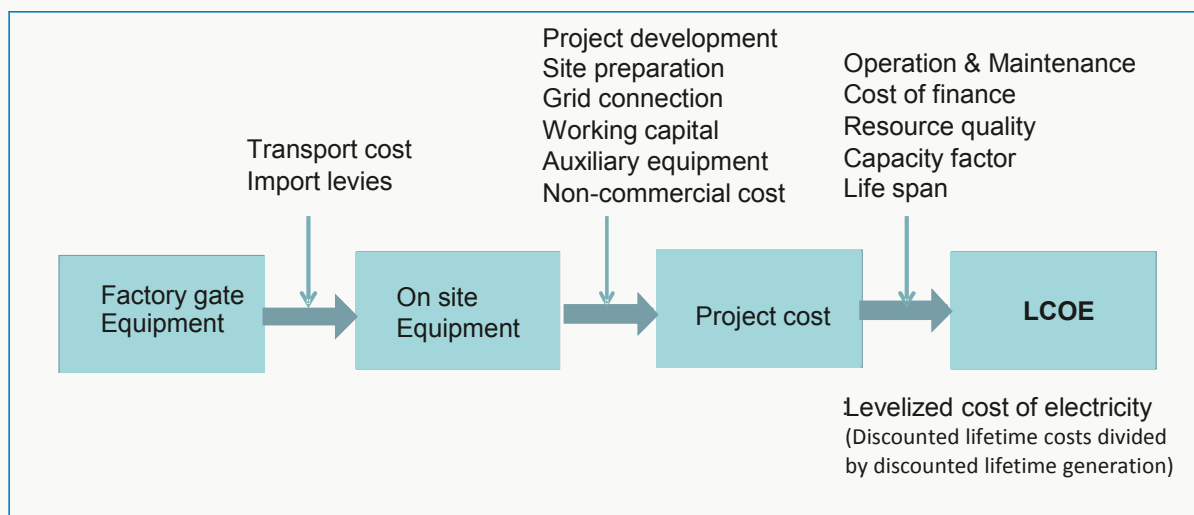 Transport cost
Import levies
Project development
Site preparation
Grid connection
Working capital
Auxiliary equipment
Non-commercial cost
Operation & Maintenance
Cost of finance
Resource quality
Capacity factor
Life span
Factory gate
Equipment
On site
Equipment
Project cost
LCOE
:Levelized cost of electricity
(Discounted lifetime costs divided
by discounted lifetime generation)